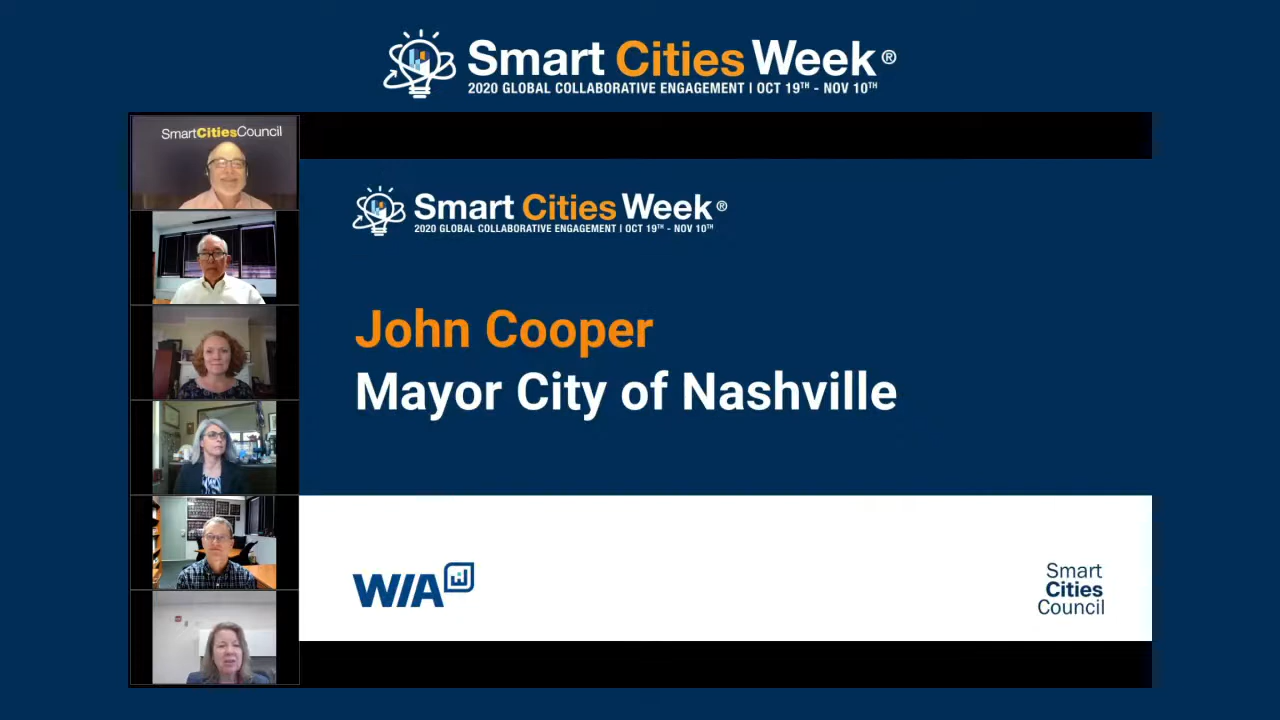 Smart Cities Week®
2020 GLOBAL COLLABORATIVE ENGAGEMENT | OCT 19TH - NOV 10TH
SmartCitiesCouncil
Smart Cities Week®
2020 GLOBAL COLLABORATIVE ENGAGEMENT | OCT 19TH - NOV 10TH
John Cooper
Mayor City of Nashville
WIA
Smart
Cities
Council